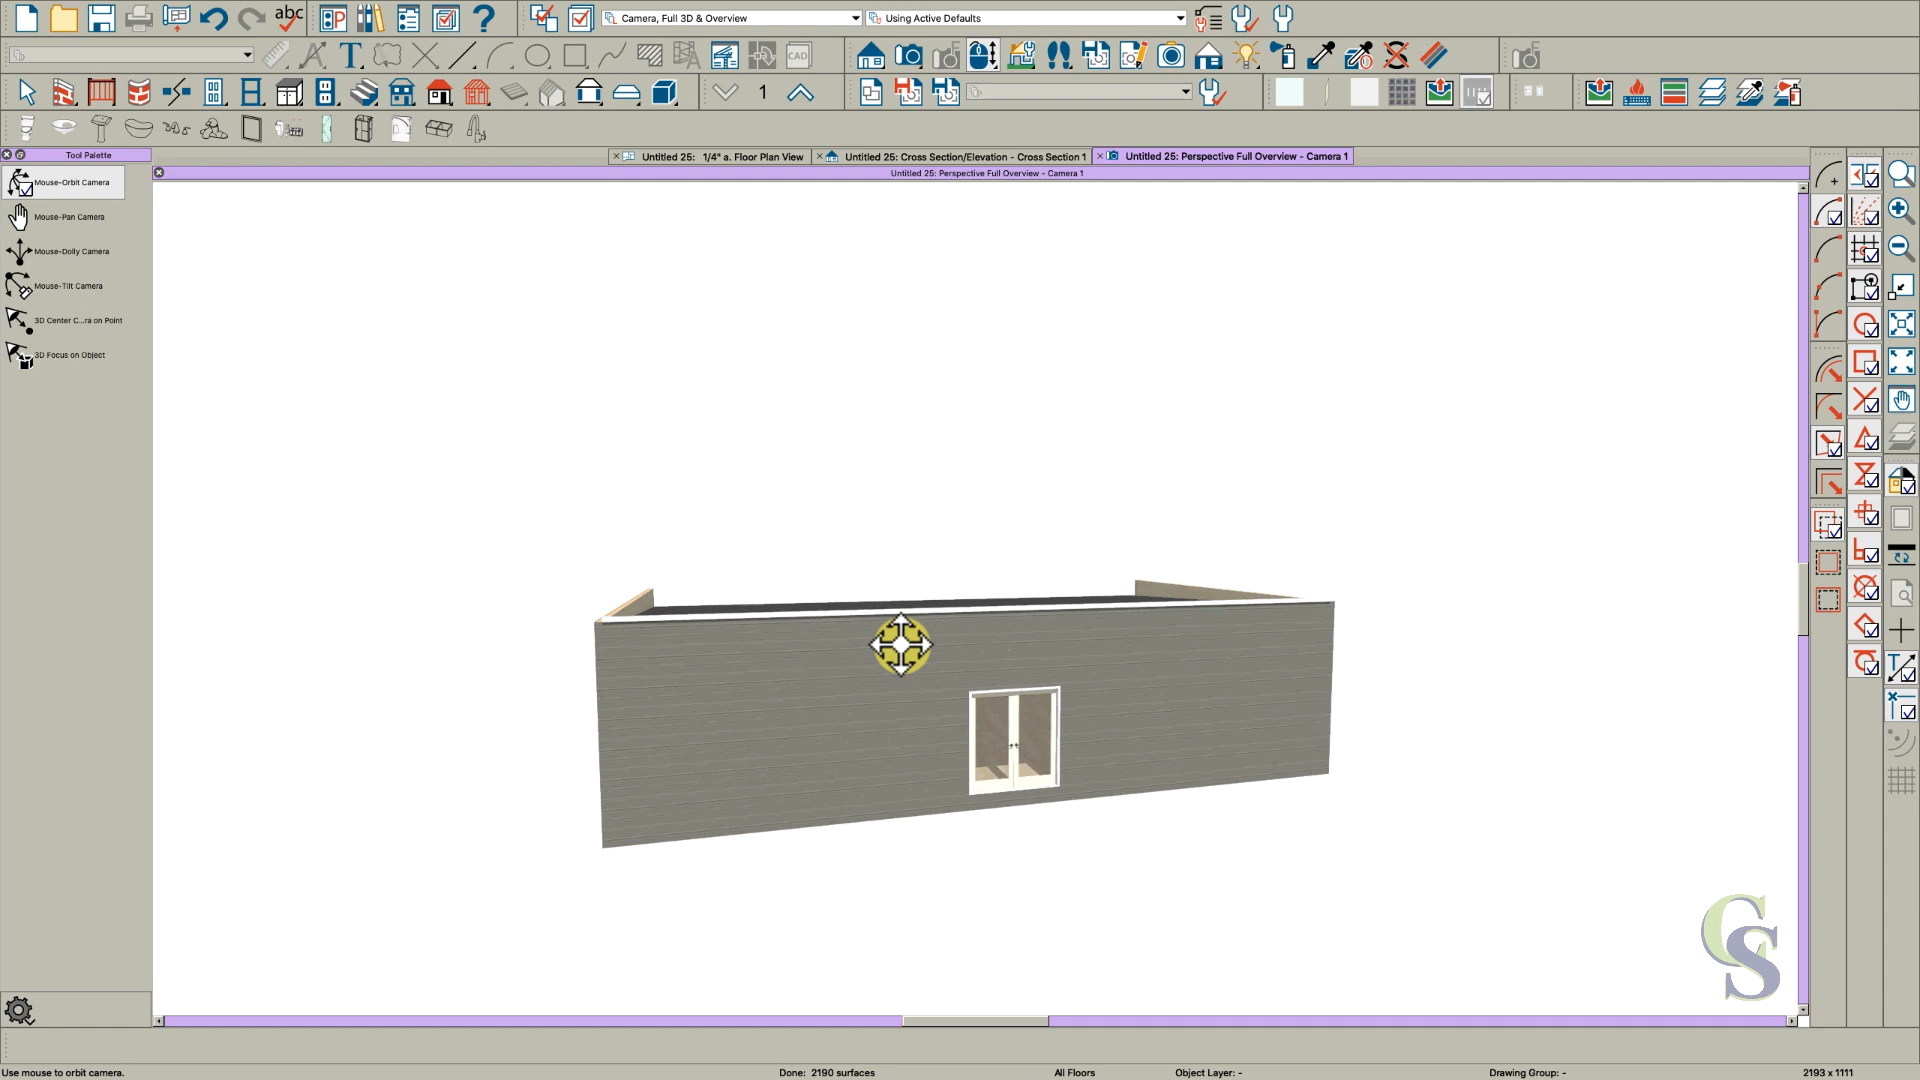 abc
P
?
Camera, Full 3D & Overview
Using Active Defaults
A
T
CAD
1
Tool Palette
Untitled 25: 1/4" a. Floor Plan View
Untitled 25: Cross Section/Elevation - Cross Section 1
Untitled 25: Perspective Full Overview - Camera 1
Untitled 25: Perspective Full Overview - Camera 1
Mouse-Orbit Camera
Mouse-Pan Camera
Mouse-Dolly Camera
Mouse-Tilt Camera
3D Center C...ra on Point
3D Focus on Object
T
CS
Use mouse to orbit camera.
Done: 2190 surfaces
All Floors
Object Layer: -
Drawing Group: -
2193 x 1111